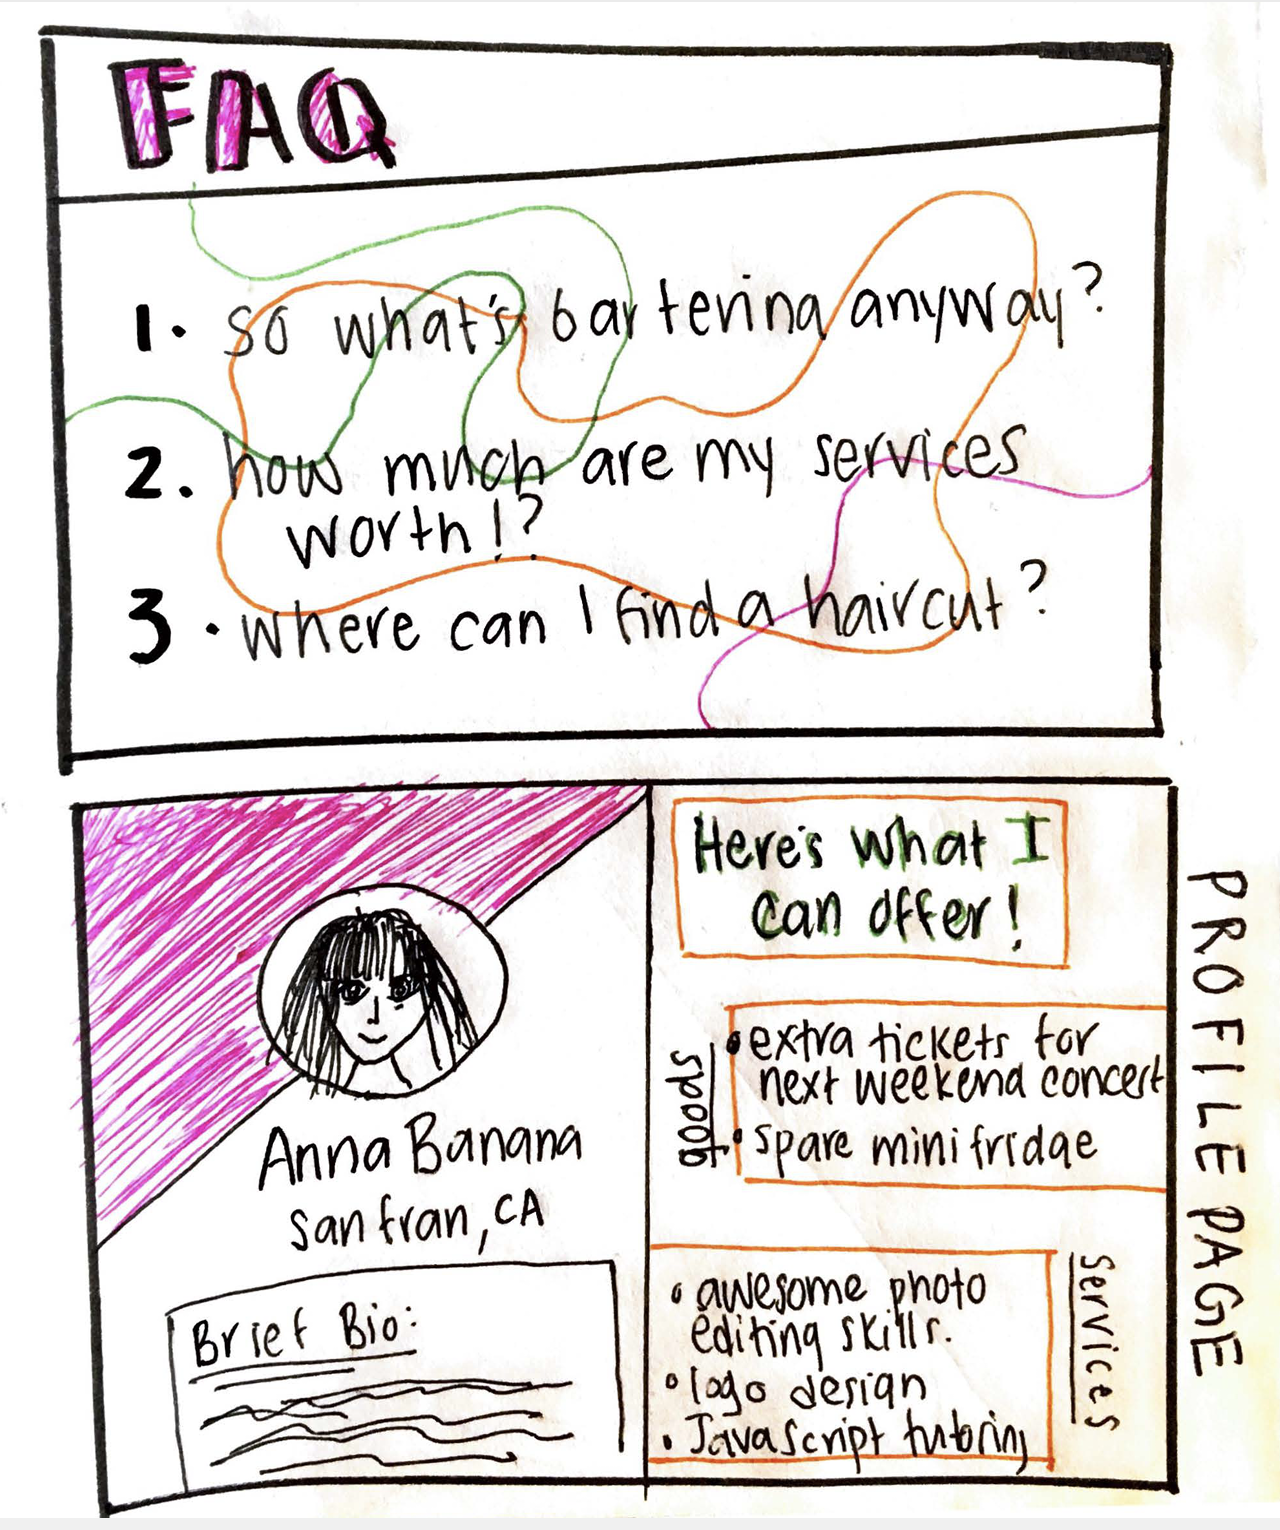 FAQ
1. so what's bartering anyway?
2. how much are my services
worth!?
3. where can I find a haircut?
Anna Banana
san fran, CA
Brief Bio:
Here's what I
can offer!
goods
• extra tickets for
next weekend concert
• spare mini fridge
• awesome photo
editing skills.
• logo design
• Javascript tutoring
services
PROFILE PAGE